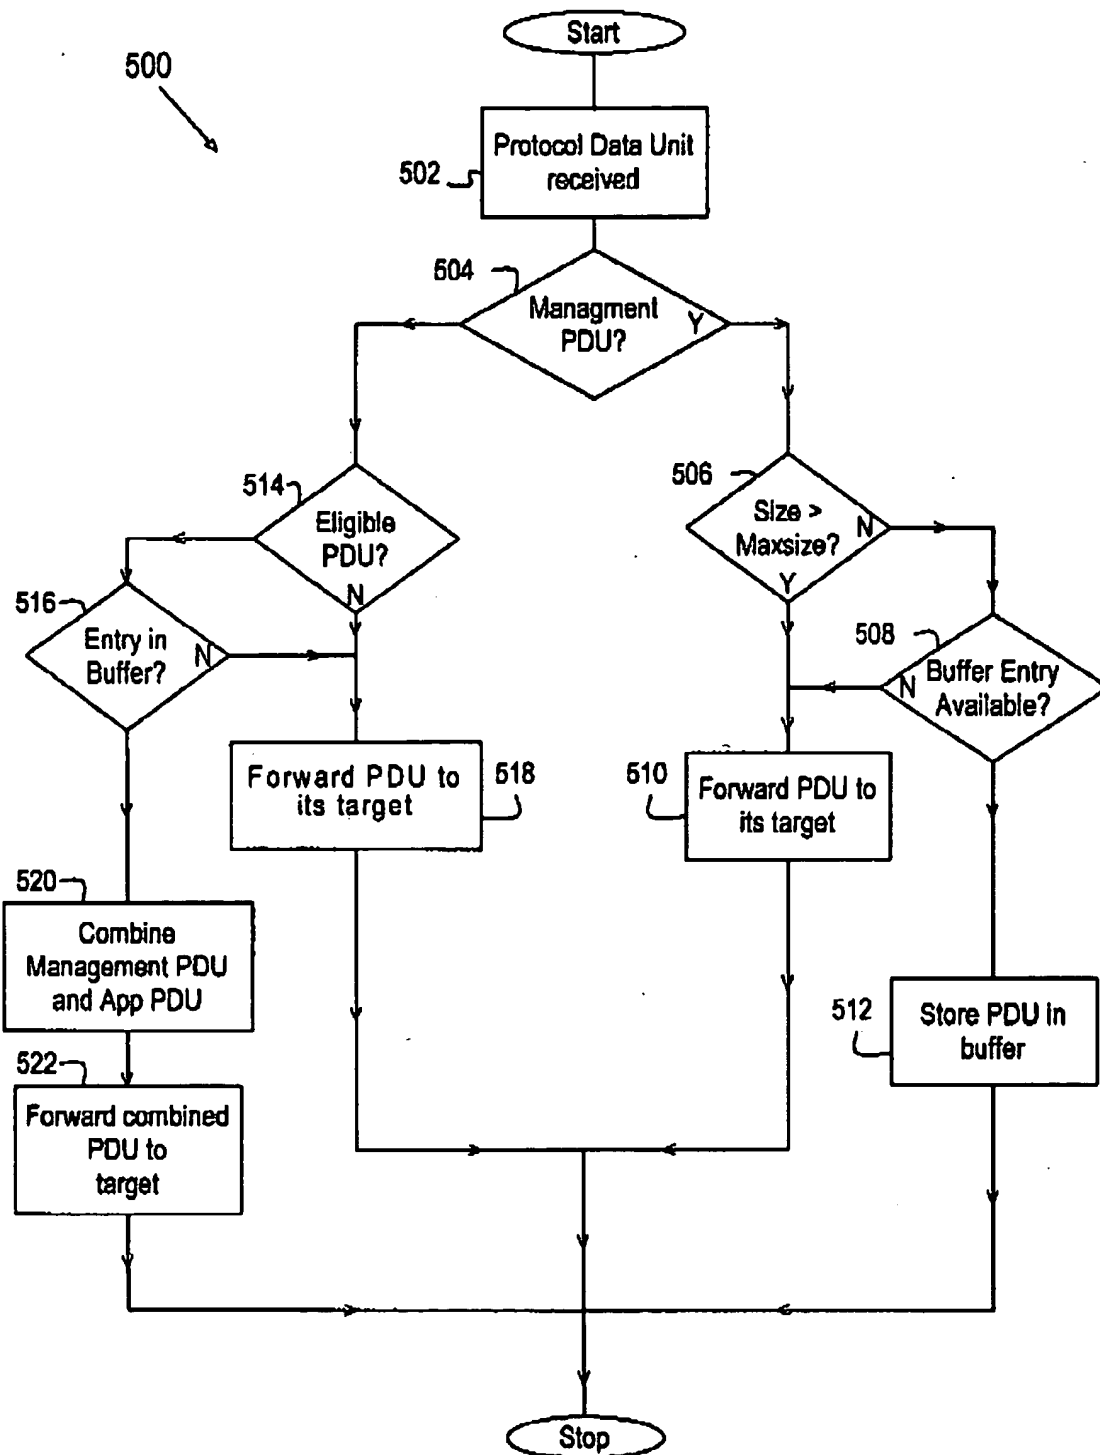 Start
500
Protocol Data Unit
received
502
504
Managment
PDU?
Y
514
Eligible
PDU?
N
506
Size >
Maxsize?
N
Y
516
Entry in
Buffer?
N
508
Buffer Entry
Available?
N
Forward PDU to
its target
518
510
Forward PDU to
its target
520
Combine
Management PDU
and App PDU
512
Store PDU in
buffer
522
Forward combined
PDU to
target
Stop